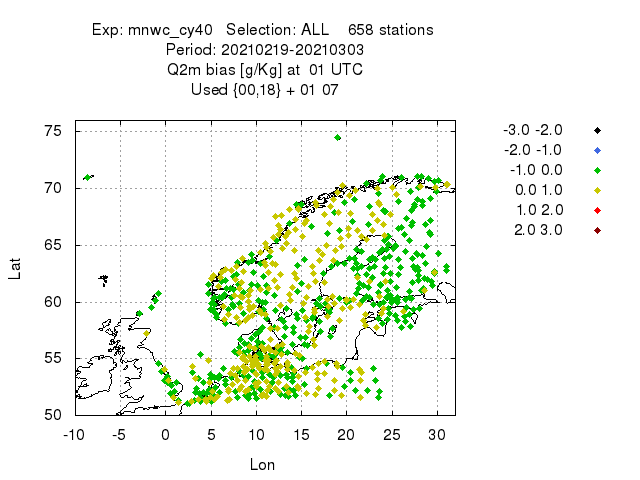 Exp: mnwc_cy40 Selection: ALL 658 stations
Period: 20210219-20210303
Q2m bias [g/Kg] at 01 UTC
Used {00,18} + 01 07
-3.0 -2.0
-2.0 -1.0
-1.0 0.0
0.0 1.0
1.0 2.0
2.0 3.0
75
70
65
60
55
50
Lat
-10 -5 0 5 10 15 20 25 30
Lon